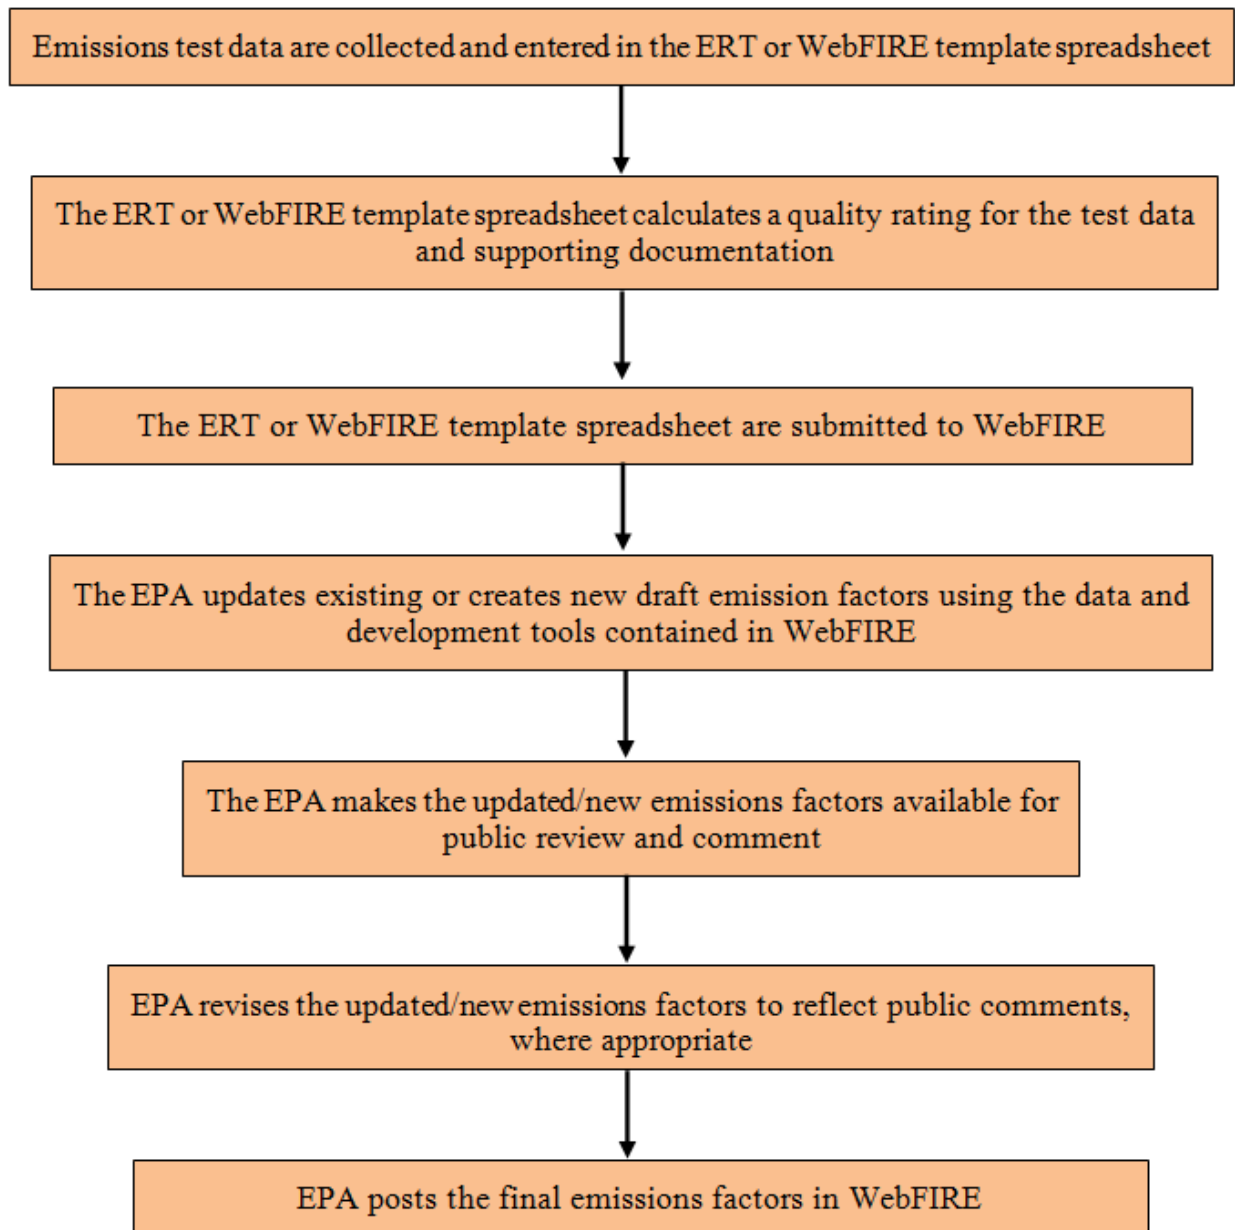 Emissions test data are collected and entered in the ERT or WebFIRE template spreadsheet
The ERT or WebFIRE template spreadsheet calculates a quality rating for the test data
and supporting documentation
The ERT or WebFIRE template spreadsheet are submitted to WebFIRE
The EPA updates existing or creates new draft emission factors using the data and
development tools contained in WebFIRE
The EPA makes the updated/new emissions factors available for
public review and comment
EPA revises the updated/new emissions factors to reflect public comments,
where appropriate
EPA posts the final emissions factors in WebFIRE